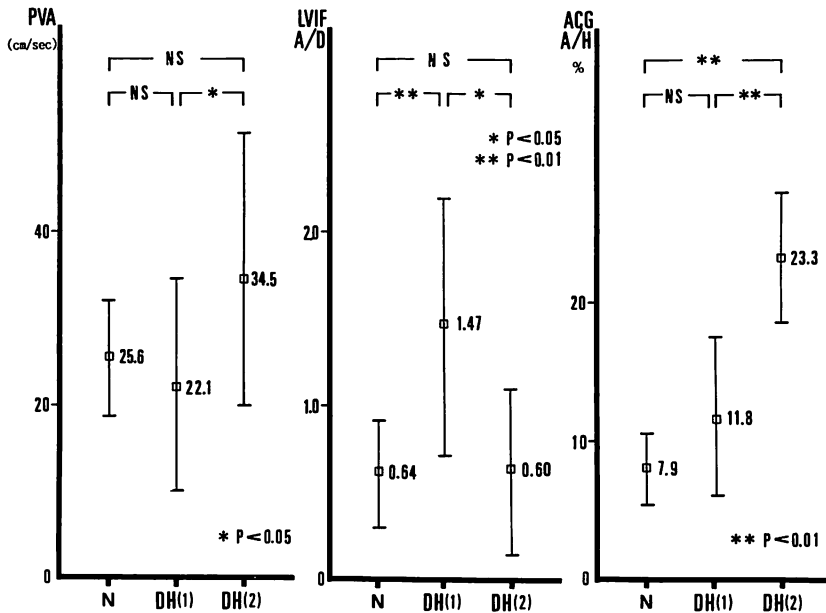 PVA
(cm/sec)
NS
NS
*
40
20
0
25.6
22.1
34.5
* P<0.05
N
DH(1)
DH(2)
LVIF
A/D
NS
**
*
* P<0.05
** P<0.01
2.0
1.0
0
0.64
1.47
0.60
N
DH(1)
DH(2)
ACG
A/H
%
**
NS
**
20
10
0
7.9
11.8
23.3
** P<0.01
N
DH(1)
DH(2)